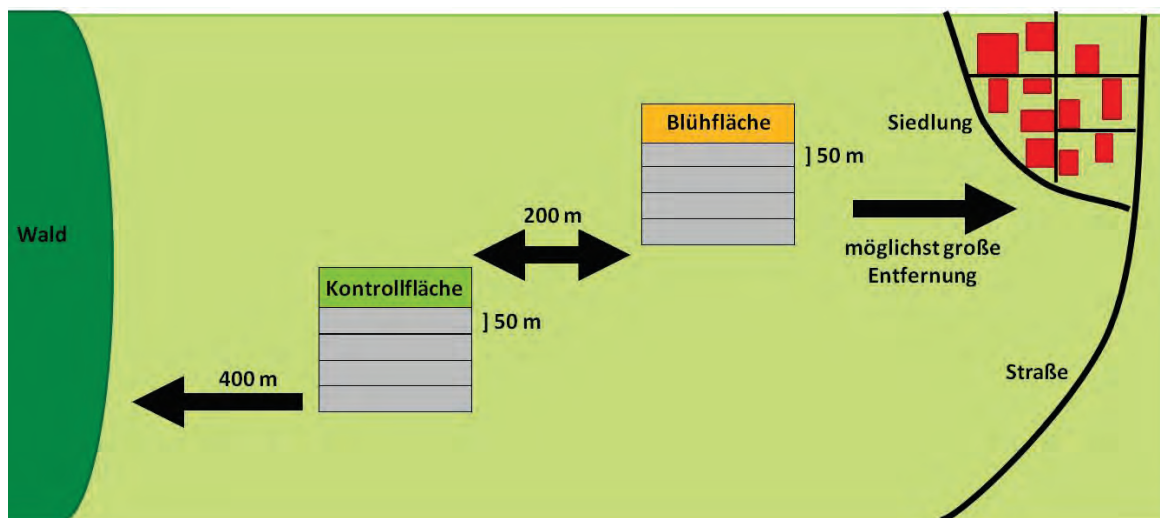 Blühfläche
Siedlung
] 50 m
Wald
200 m
möglichst große
Entfernung
Kontrollfläche
] 50 m
400 m
Straße